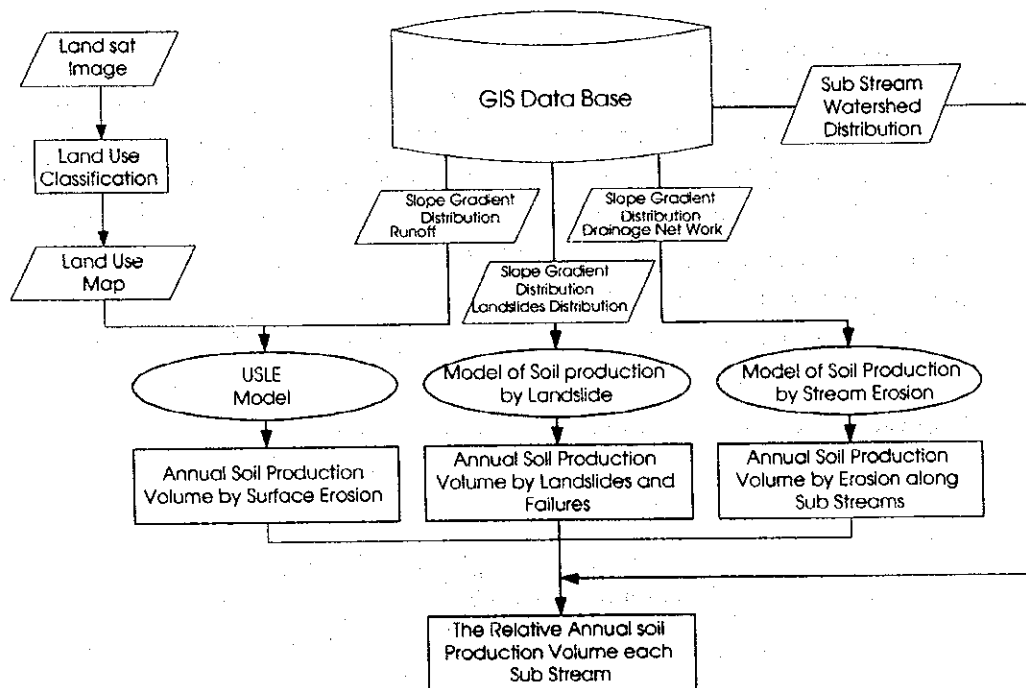 Land sat
Image
GIS Data Base
Sub Stream
Watershed
Distribution
Land Use
Classification
Slope Gradient
Distribution
Runoff
Slope Gradient
Distribution
Drainage Net Work
Land Use
Map
Slope Gradient
Distribution
Landslides Distribution
USLE
Model
Model of Soil production
by Landslide
Model of Soil Production
by Stream Erosion
Annual Soil Production
Volume by Surface Erosion
Annual Soil Production
Volume by Landslides and
Failures
Annual Soil Production
Volume by Erosion along
Sub Streams
The Relative Annual soil
Production Volume each
Sub Stream